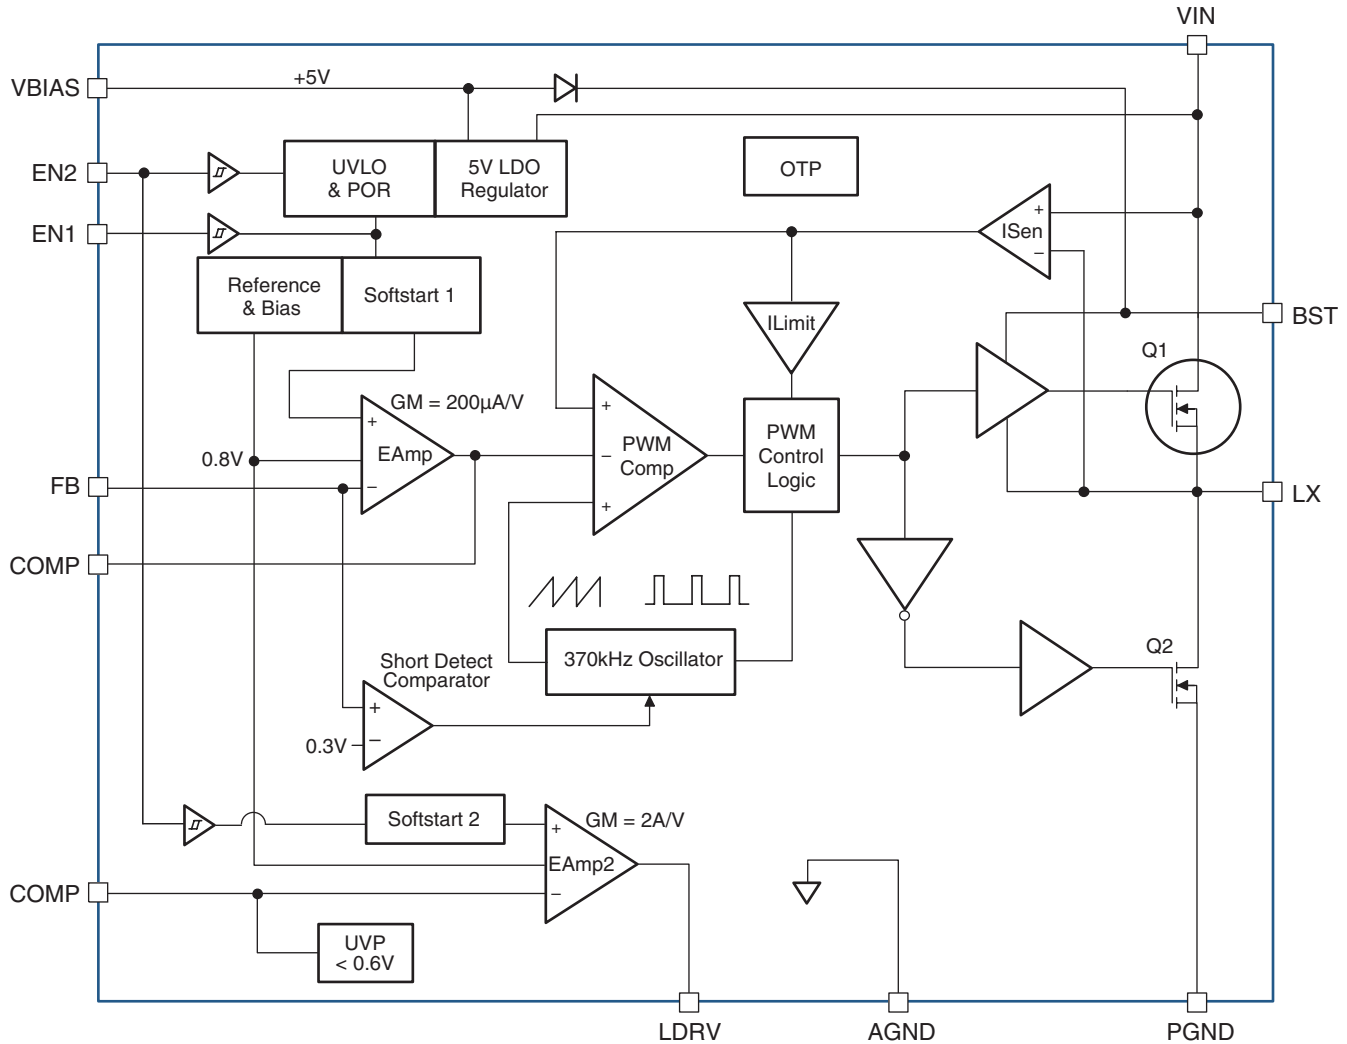 VIN
VBIAS
+5V
EN2
UVLO
& POR
5V LDO
Regulator
OTP
EN1
+
ISen
−
Reference
& Bias
Softstart 1
ILimit
BST
Q1
GM = 200µA/V
+
EAmp
−
0.8V
+
−
PWM
Comp
+
PWM
Control
Logic
FB
LX
COMP
370kHz Oscillator
Q2
Short Detect
Comparator
+
−
0.3V
Softstart 2
GM = 2A/V
+
EAmp2
−
COMP
UVP
< 0.6V
LDRV
AGND
PGND